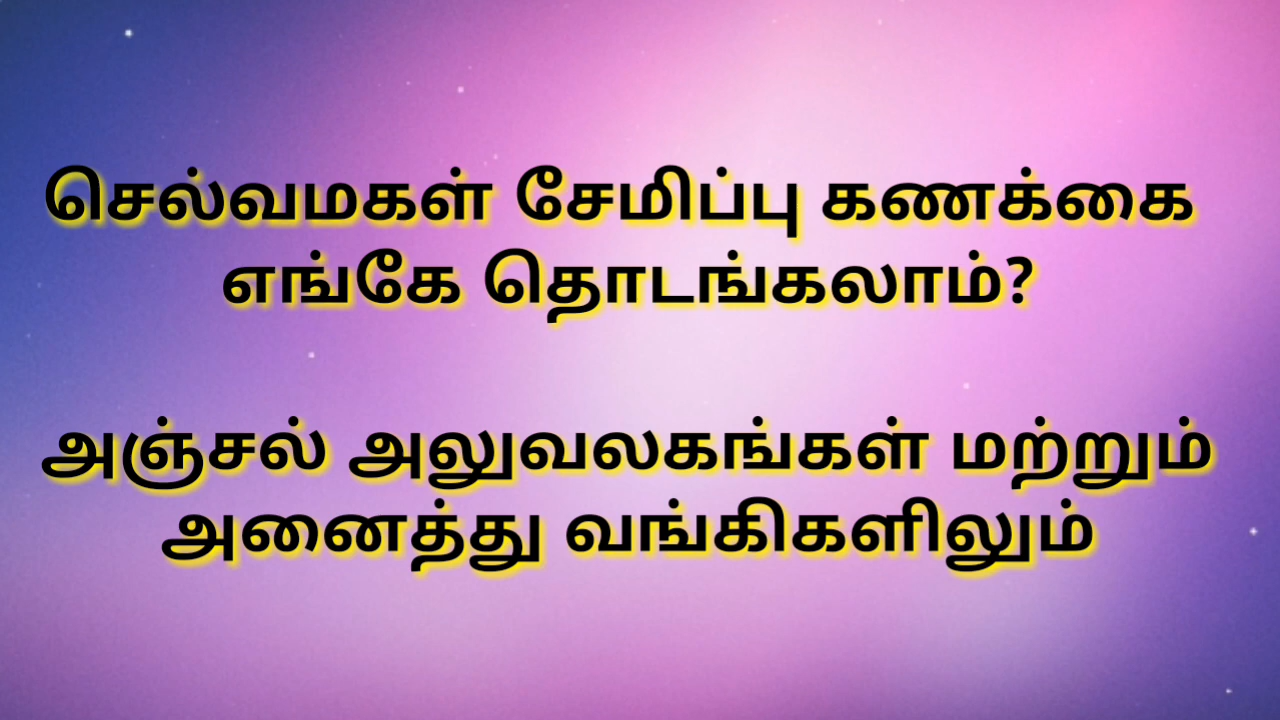 செல்வமகள் சேமிப்பு கணக்கை
எங்கே தொடங்கலாம்?
அஞ்சல் அலுவலகங்கள் மற்றும்
அனைத்து வங்கிகளிலும்